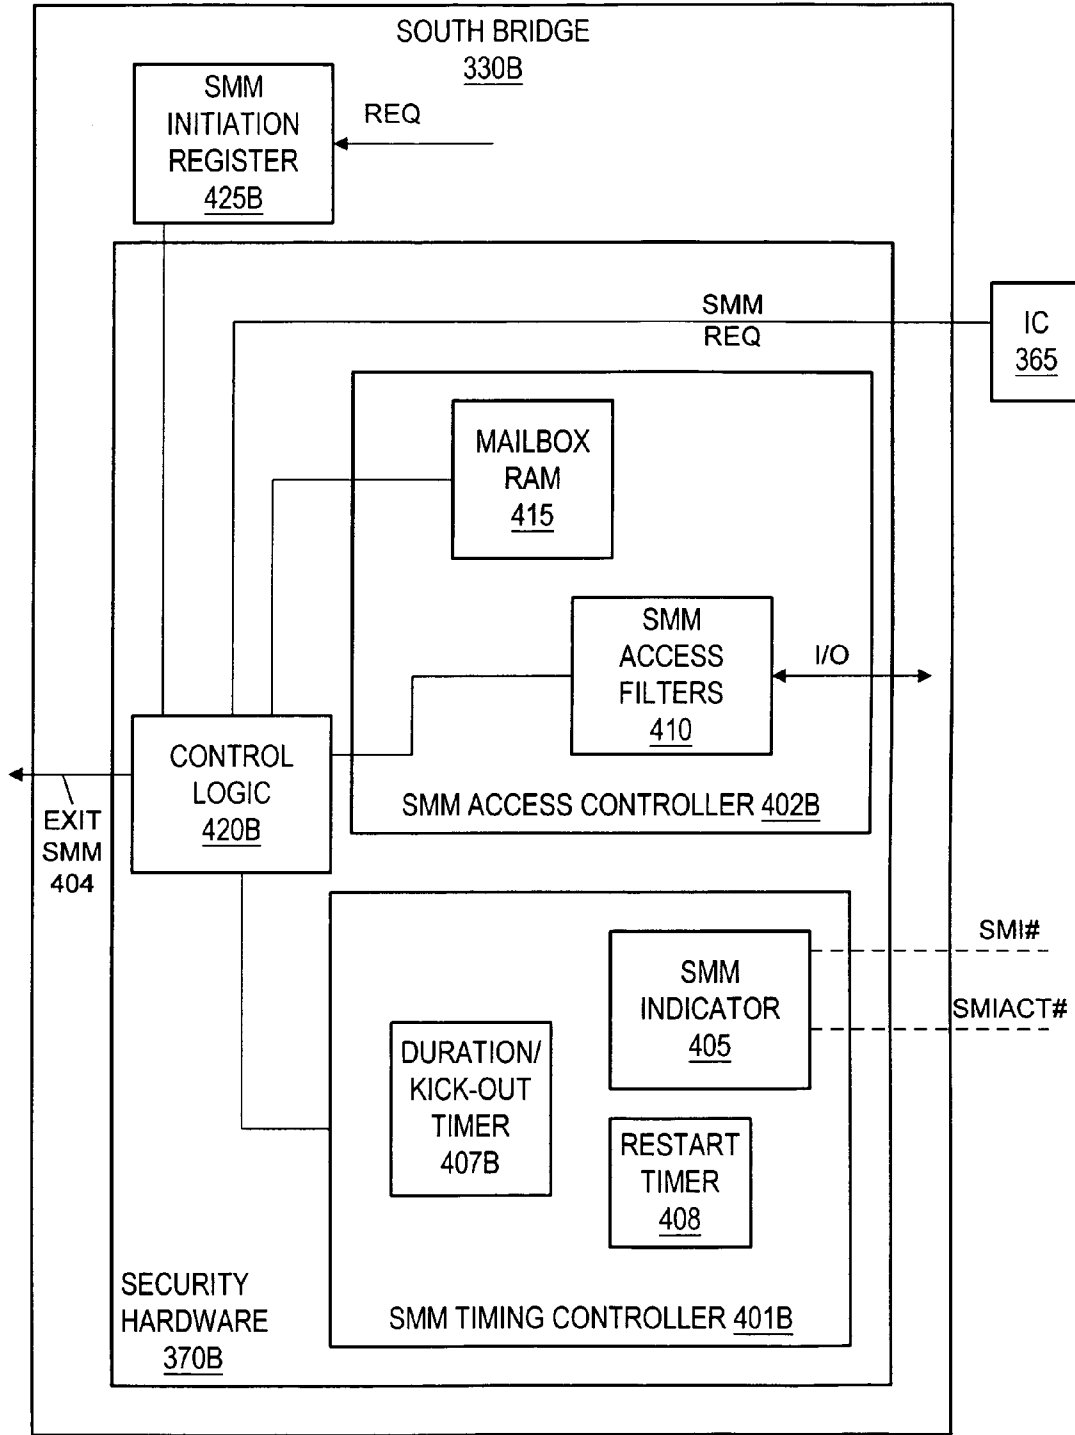 SOUTH BRIDGE
330B
SMM
INITIATION
REGISTER
425B
REQ
SMM
REQ
IC
365
MAILBOX
RAM
415
SMM
ACCESS
FILTERS
410
I/O
SMM ACCESS CONTROLLER 402B
CONTROL
LOGIC
420B
EXIT
SMM
404
SMM
INDICATOR
405
SMI#
SMIACT#
DURATION/
KICK-OUT
TIMER
407B
RESTART
TIMER
408
SMM TIMING CONTROLLER 401B
SECURITY
HARDWARE
370B